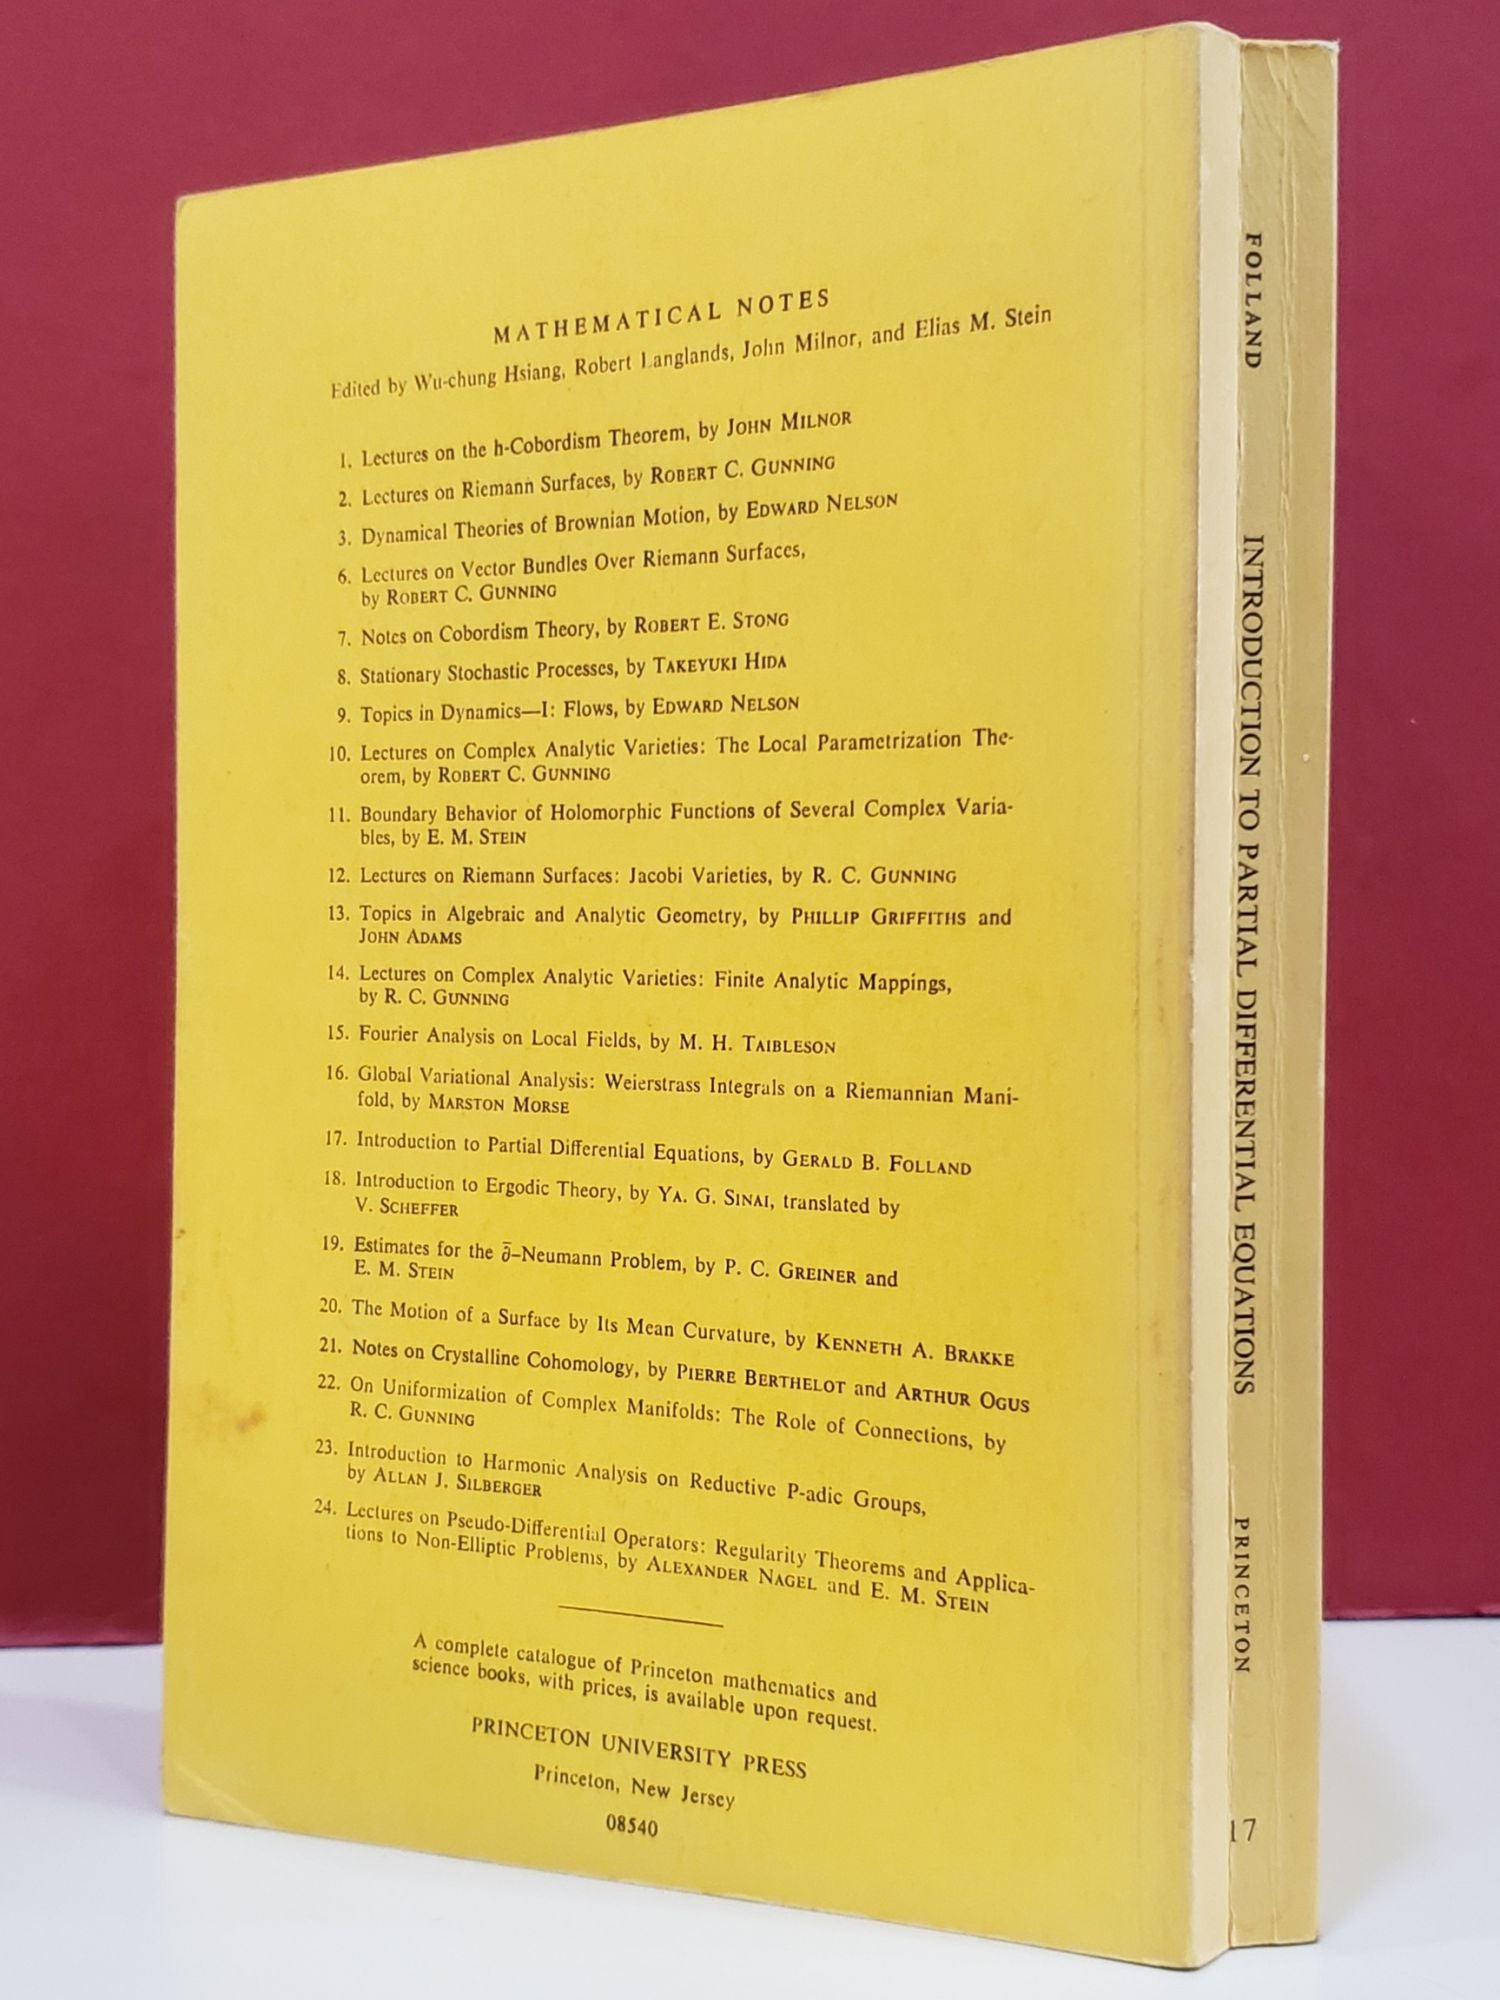 MATHEMATICAL NOTES
Edited by Wu-chung Hsiang, Robert Langlands, John Milnor, and Elias M. Stein
1. Lectures on the h-Cobordism Theorem, by JOHN MILNOR
2. Lectures on Riemann Surfaces, by ROBERT C. GUNNING
3. Dynamical Theories of Brownian Motion, by EDWARD NELSON
6. Lectures on Vector Bundles Over Riemann Surfaces,
by ROBERT C. GUNNING
7. Notes on Cobordism Theory, by ROBERT E. STONG
8. Stationary Stochastic Processes, by TAKEYUKI HIDA
9. Topics in Dynamics—I: Flows, by EDWARD NELSON
10. Lectures on Complex Analytic Varieties: The Local Parametrization The-
orem, by ROBERT C. GUNNING
11. Boundary Behavior of Holomorphic Functions of Several Complex Varia-
bles, by E. M. STEIN
12. Lectures on Riemann Surfaces: Jacobi Varieties, by R. C. GUNNING
13. Topics in Algebraic and Analytic Geometry, by PHILLIP GRIFFITHS and
JOHN ADAMS
14. Lectures on Complex Analytic Varieties: Finite Analytic Mappings,
by R. C. GUNNING
15. Fourier Analysis on Local Fields, by M. H. TAIBLESON
16. Global Variational Analysis: Weierstrass Integrals on a Riemannian Mani-
fold, by MARSTON MORSE
17. Introduction to Partial Differential Equations, by GERALD B. FOLLAND
18. Introduction to Ergodic Theory, by YA. G. SINAI, translated by
V. SCHEFFER
19. Estimates for the ∂̄–Neumann Problem, by P. C. GREINER and
E. M. STEIN
20. The Motion of a Surface by Its Mean Curvature, by KENNETH A. BRAKKE
21. Notes on Crystalline Cohomology, by PIERRE BERTHELOT and ARTHUR OGUS
22. On Uniformization of Complex Manifolds: The Role of Connections, by
R. C. GUNNING
23. Introduction to Harmonic Analysis on Reductive P-adic Groups,
by ALLAN J. SILBERGER
24. Lectures on Pseudo-Differential Operators: Regularity Theorems and Applica-
tions to Non-Elliptic Problems, by ALEXANDER NAGEL and E. M. STEIN
A complete catalogue of Princeton mathematics and
science books, with prices, is available upon request.
PRINCETON UNIVERSITY PRESS
Princeton, New Jersey
08540
FOLLAND
INTRODUCTION TO PARTIAL DIFFERENTIAL EQUATIONS
PRINCETON
17